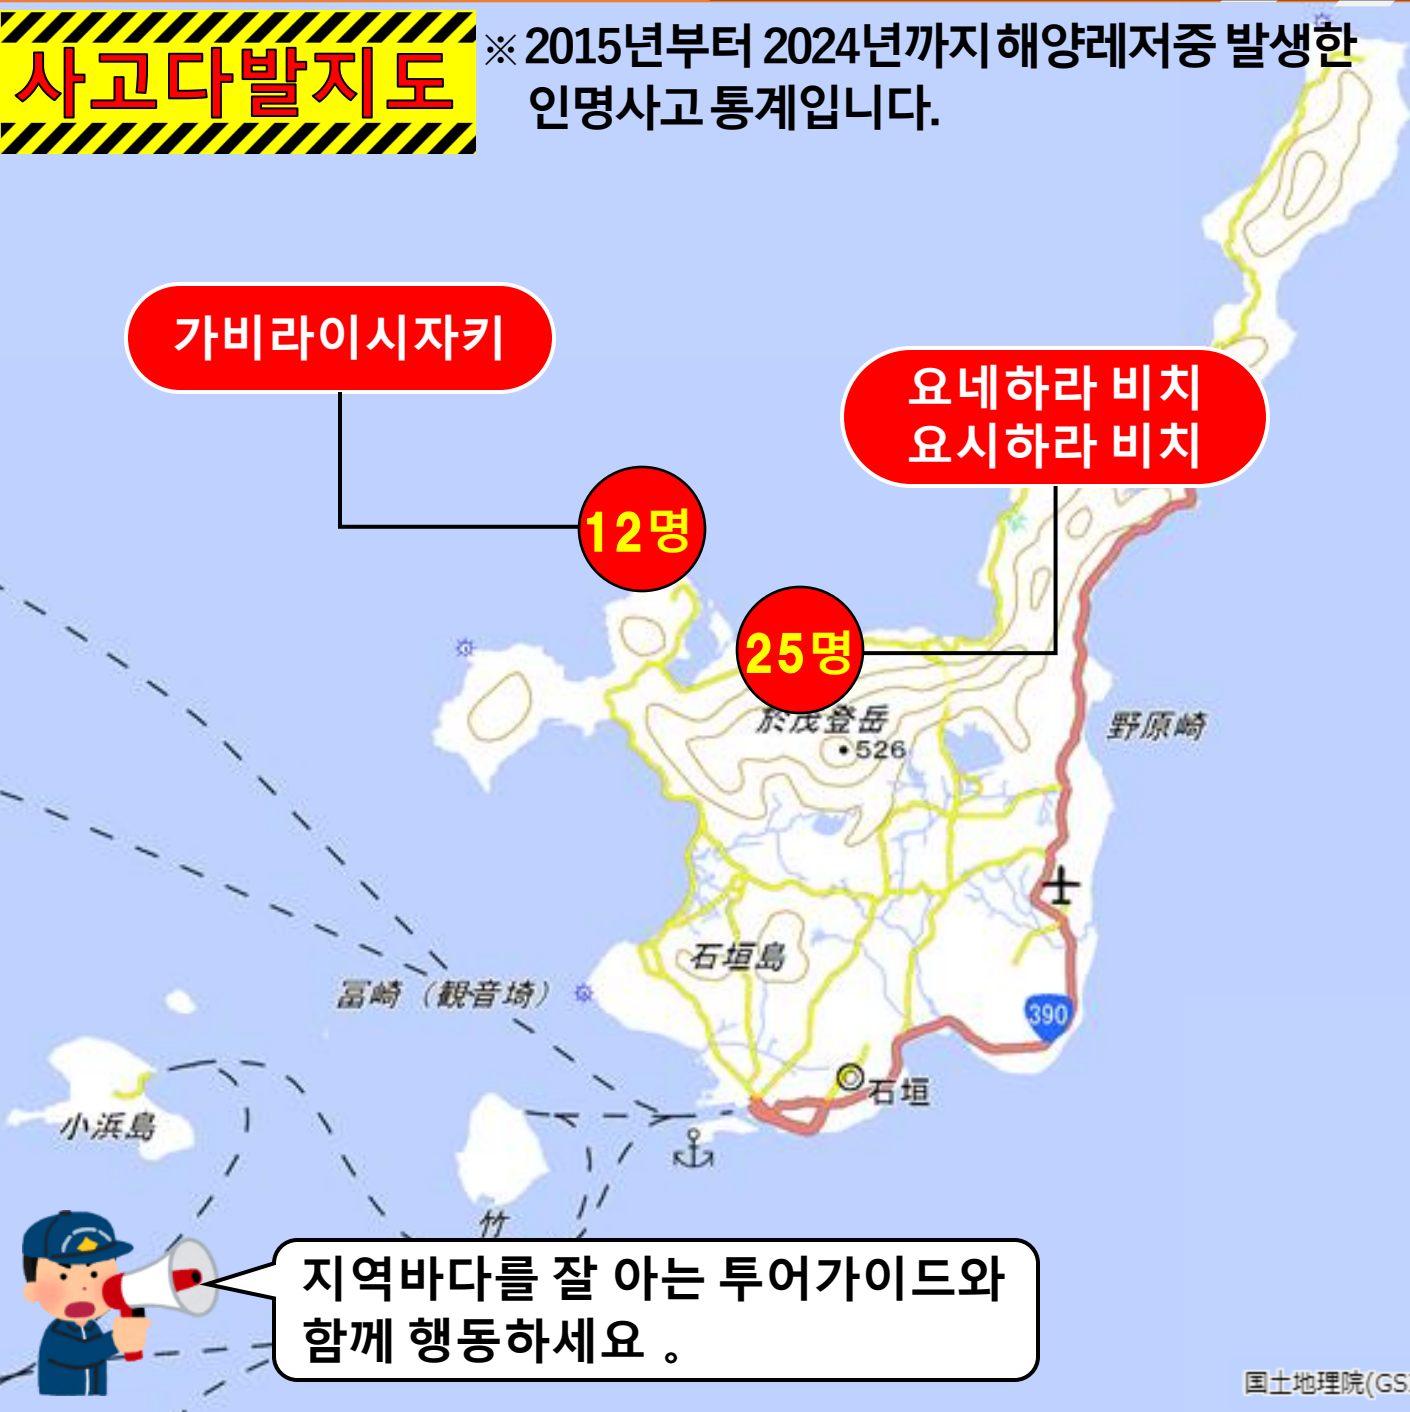 사고다발지도
※2015년부터 2024년까지 해양레저중 발생한
인명사고 통계입니다.
가비라이시자키
요네하라 비치
요시하라 비치
12명
25명
於茂登岳
526
野原崎
石垣島
冨崎（観音埼）
390
石垣
小浜島
竹
지역바다를 잘 아는 투어가이드와
함께 행동하세요 。
国土地理院(GS